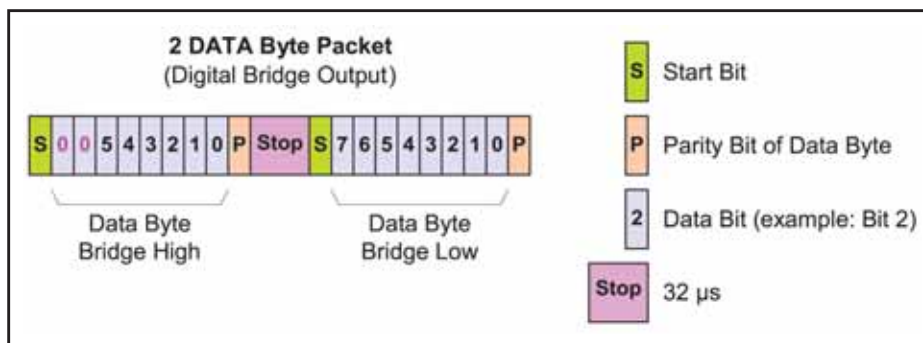 2 DATA Byte Packet
(Digital Bridge Output)
S 0 0 5 4 3 2 1 0 P Stop S 7 6 5 4 3 2 1 0 P
Data Byte
Bridge High
Data Byte
Bridge Low
S Start Bit
P Parity Bit of Data Byte
2 Data Bit (example: Bit 2)
Stop 32 µs